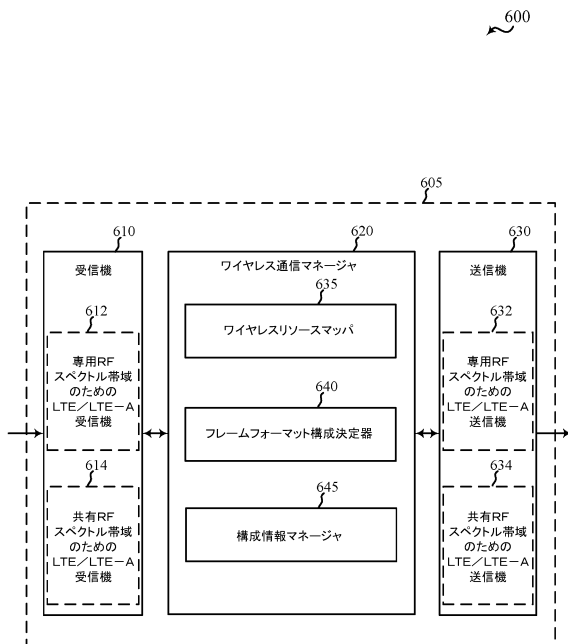 600
605
610
受信機
612
専用RF
スペクトル帯域
のための
LTE/LTE-A
受信機
614
共有RF
スペクトル帯域
のための
LTE/LTE-A
受信機
620
ワイヤレス通信マネージャ
635
ワイヤレスリソースマッパ
640
フレームフォーマット構成決定器
645
構成情報マネージャ
630
送信機
632
専用RF
スペクトル帯域
のための
LTE/LTE-A
送信機
634
共有RF
スペクトル帯域
のための
LTE/LTE-A
送信機